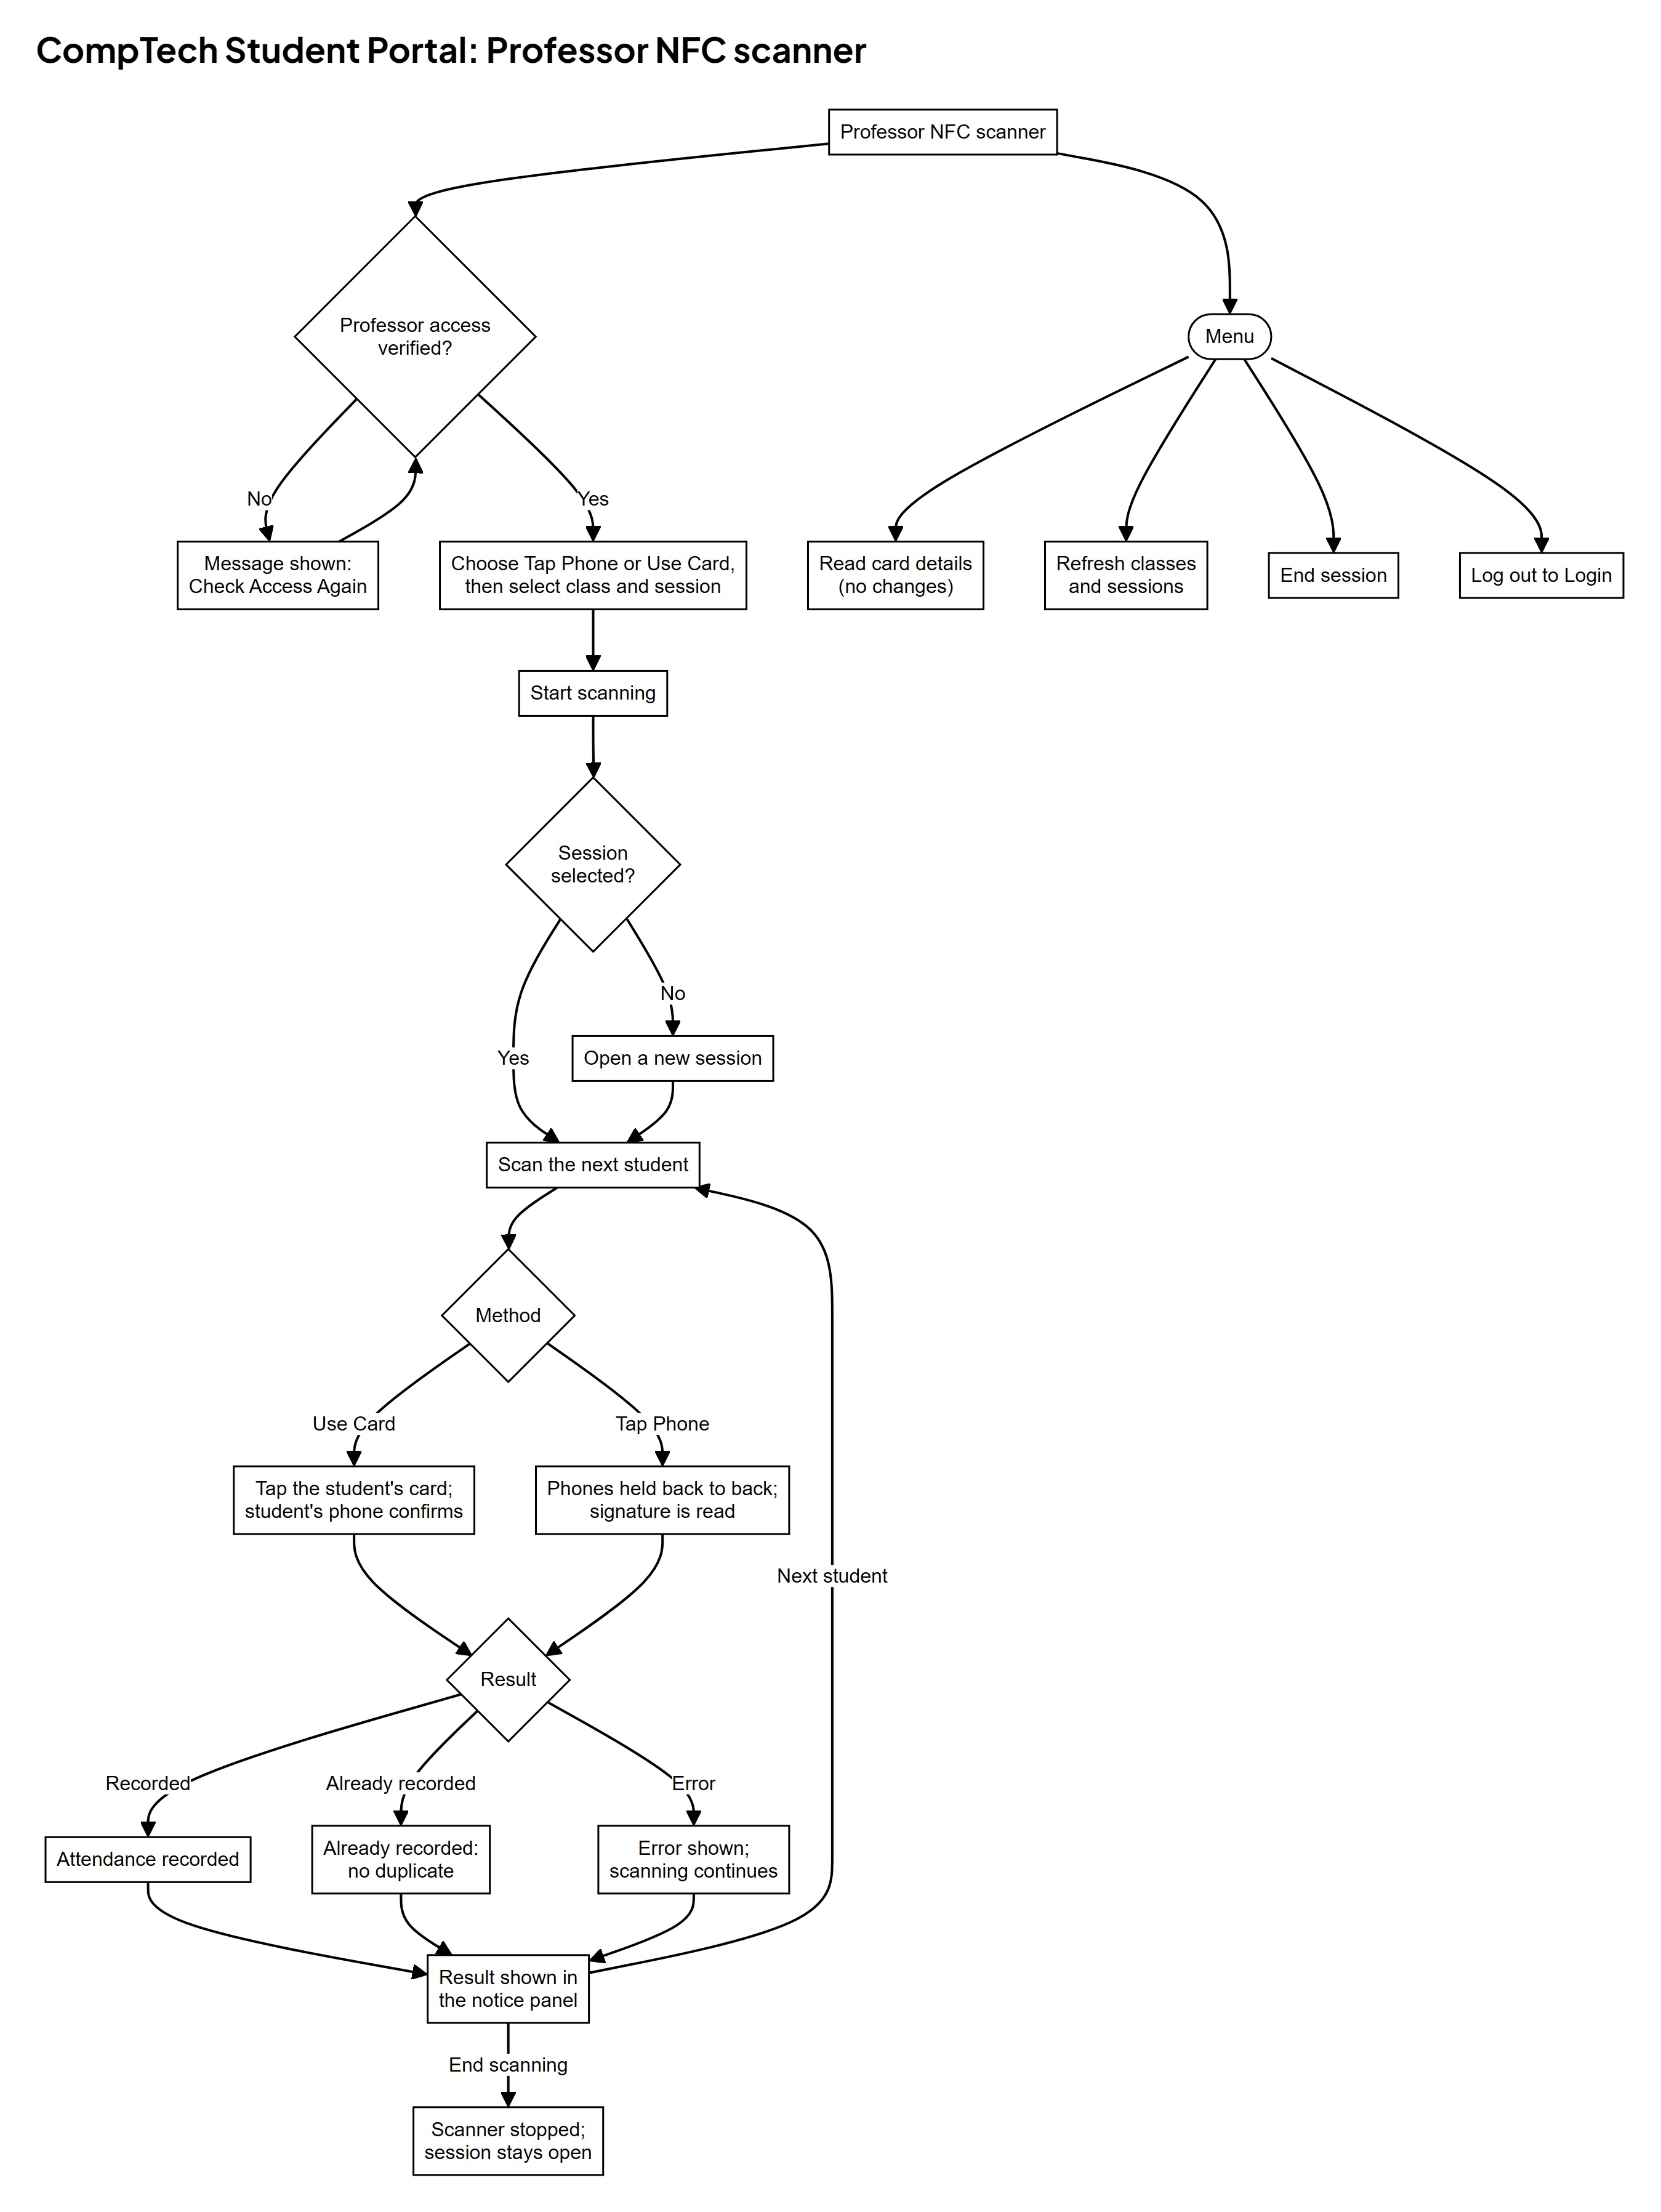 CompTech Student Portal: Professor NFC scanner
Professor NFC scanner
Professor access
verified?
Menu
No
Yes
Message shown:
Check Access Again
Choose Tap Phone or Use Card,
then select class and session
Read card details
(no changes)
Refresh classes
and sessions
End session
Log out to Login
Start scanning
Session
selected?
No
Yes
Open a new session
Scan the next student
Method
Use Card
Tap Phone
Tap the student's card;
student's phone confirms
Phones held back to back;
signature is read
Next student
Result
Recorded
Already recorded
Error
Attendance recorded
Already recorded:
no duplicate
Error shown;
scanning continues
Result shown in
the notice panel
End scanning
Scanner stopped;
session stays open